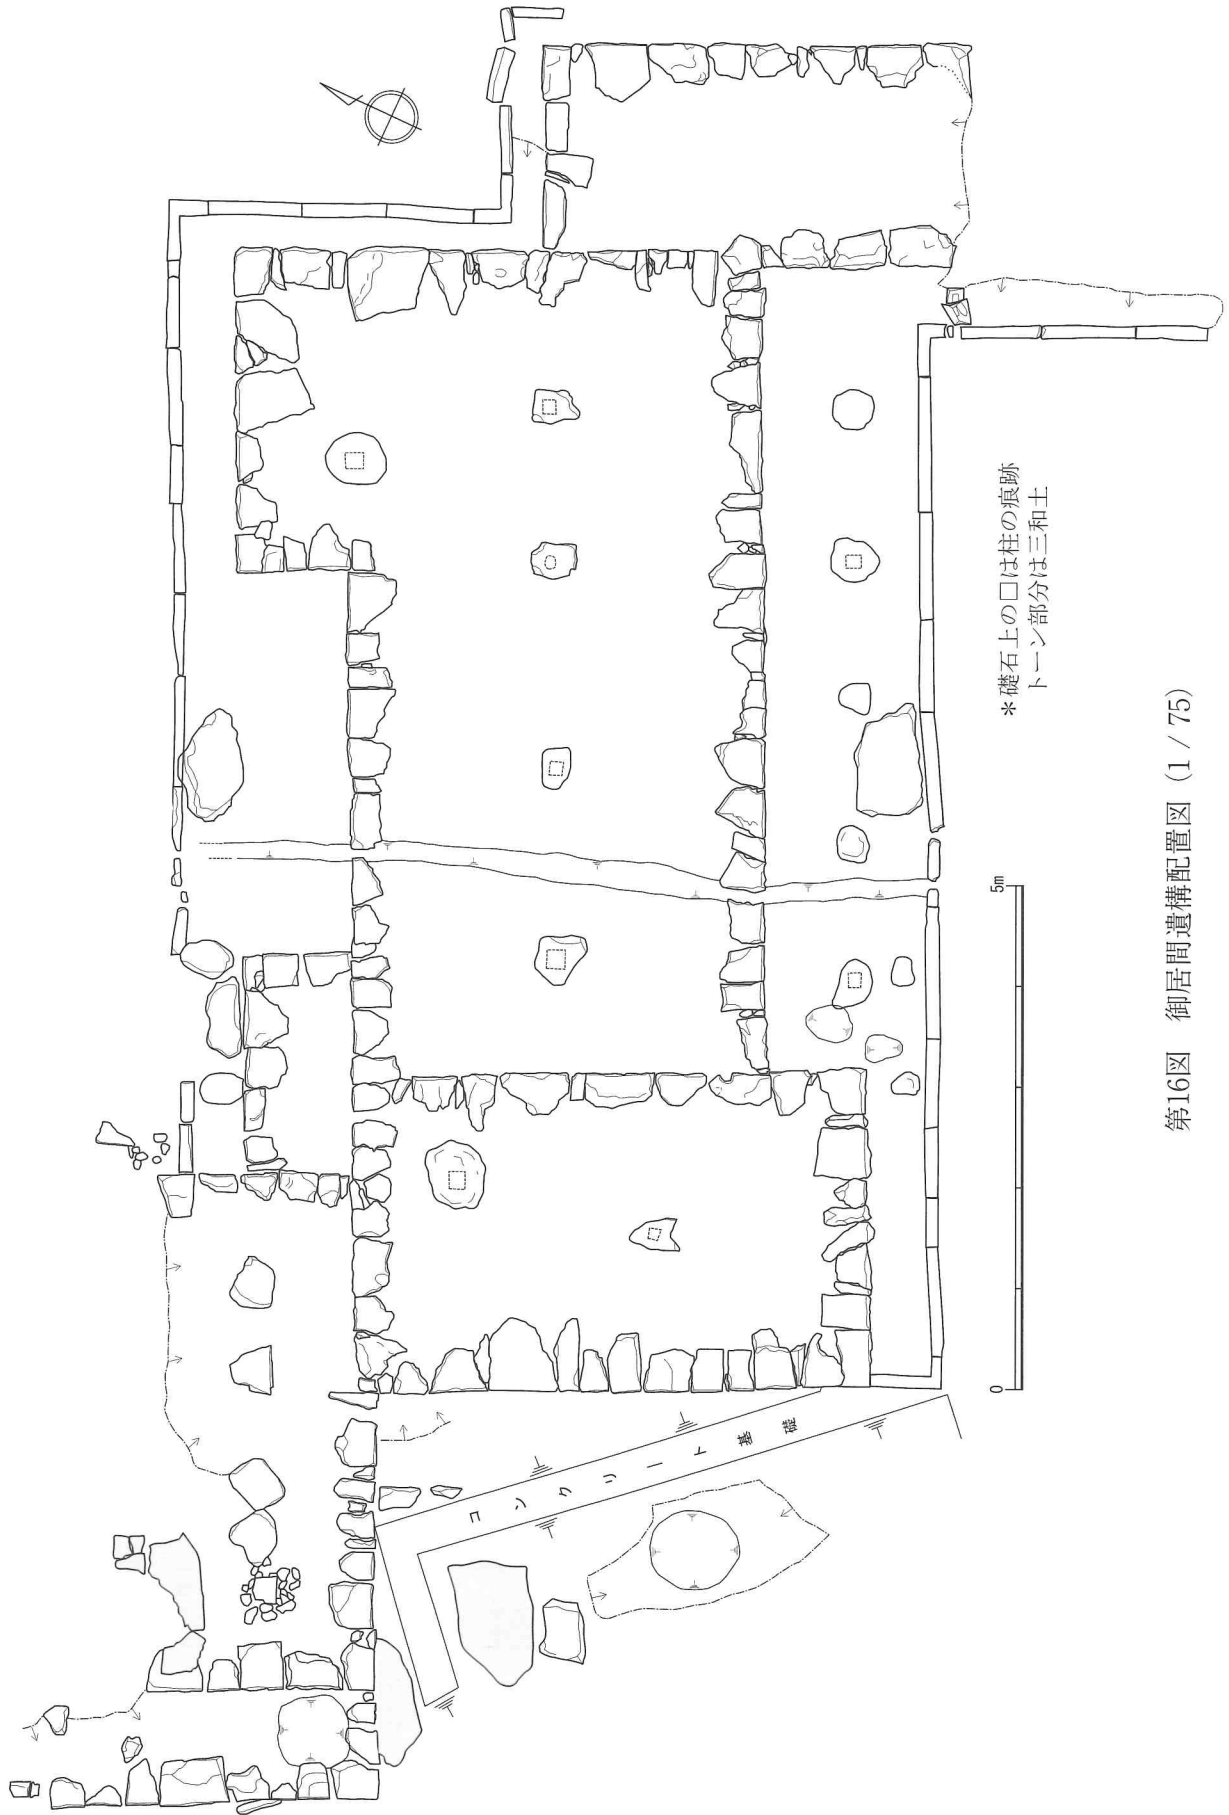 コンクリート基礎
0
5m
＊礎石上の□は柱の痕跡
トーン部分は三和土
第16図　御居間遺構配置図（1／75）